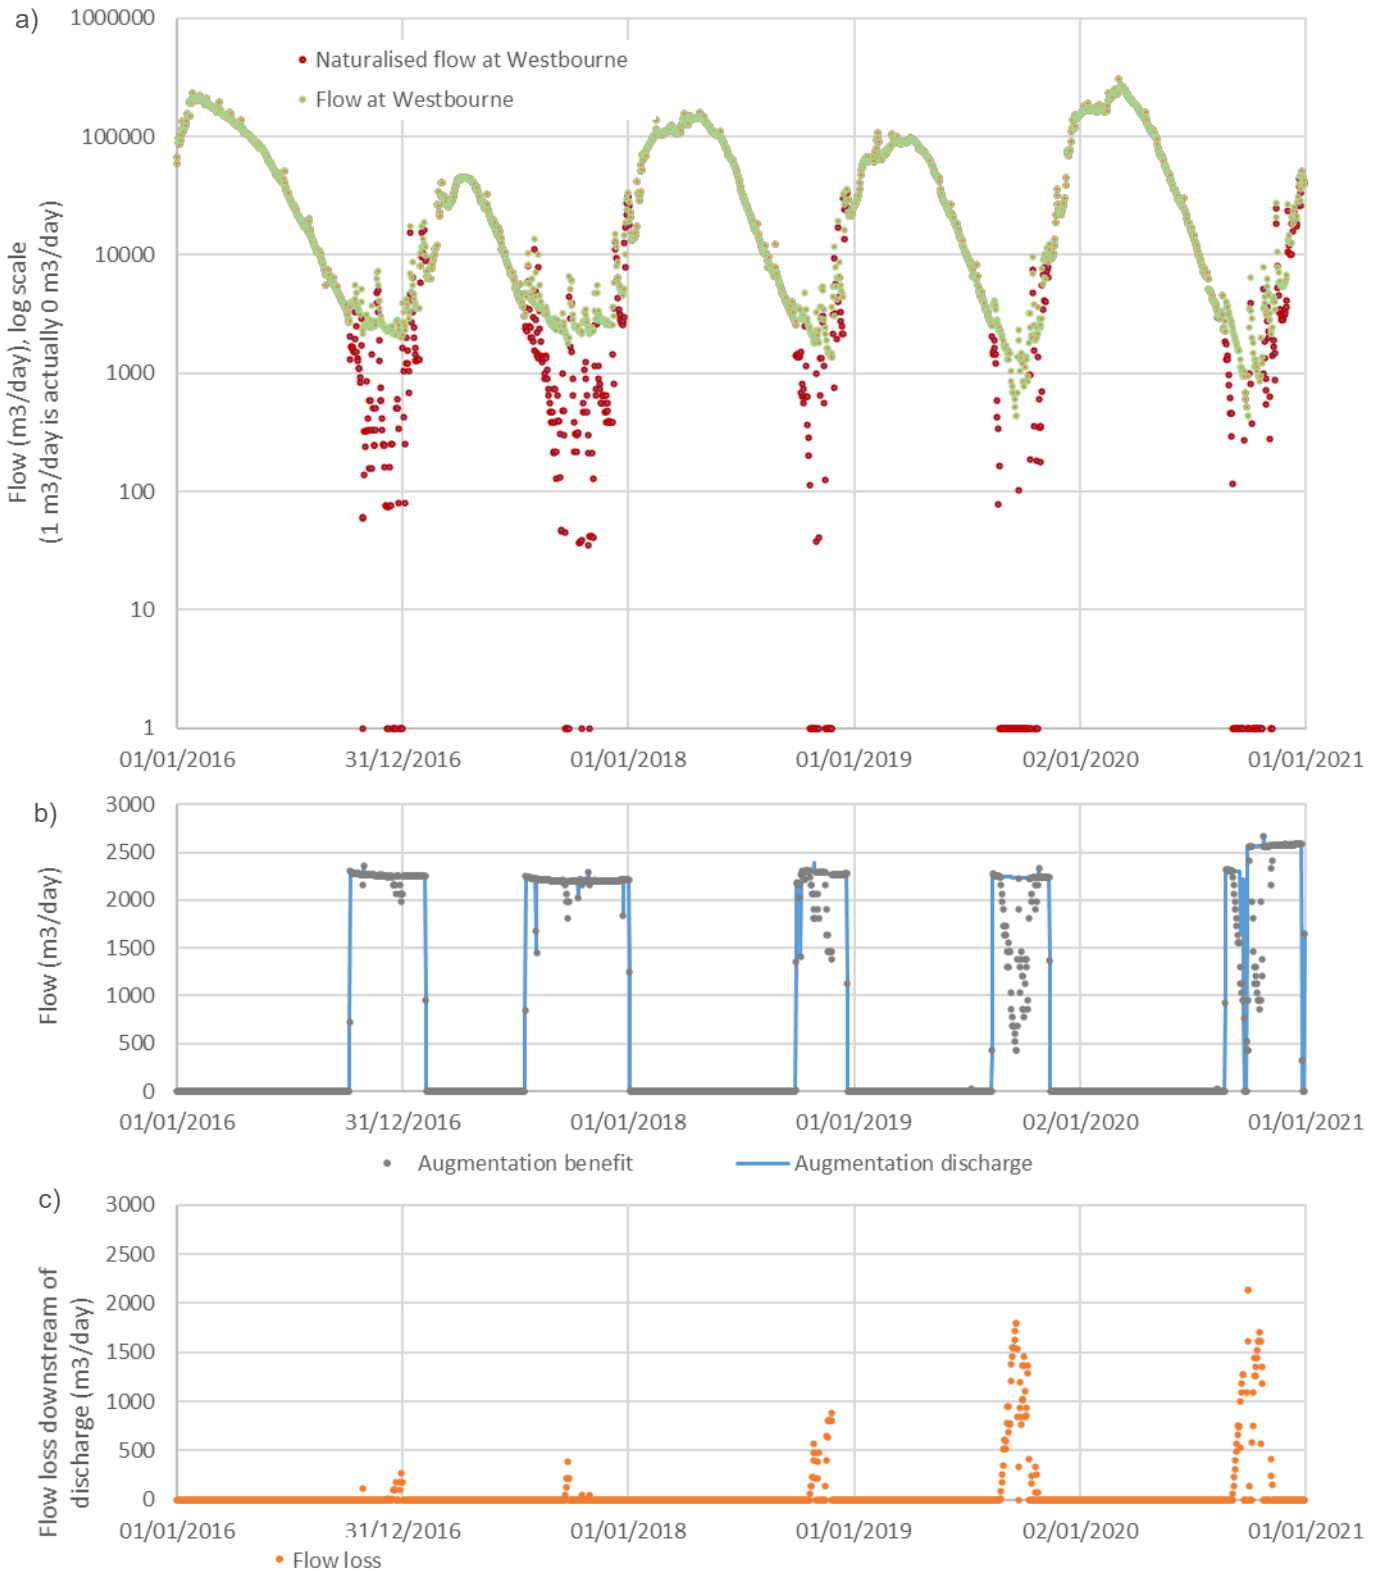 a)
1000000
Naturalised flow at Westbourne
Flow at Westbourne
100000
10000
1000
100
10
1
Flow (m3/day), log scale
(1 m3/day is actually 0 m3/day)
01/01/2016 31/12/2016 01/01/2018 01/01/2019 02/01/2020 01/01/2021
b)
3000
2500
2000
1500
1000
500
0
Flow (m3/day)
01/01/2016 31/12/2016 01/01/2018 01/01/2019 02/01/2020 01/01/2021
Augmentation benefit Augmentation discharge
c)
3000
2500
2000
1500
1000
500
0
Flow loss downstream of
discharge (m3/day)
01/01/2016 31/12/2016 01/01/2018 01/01/2019 02/01/2020 01/01/2021
Flow loss